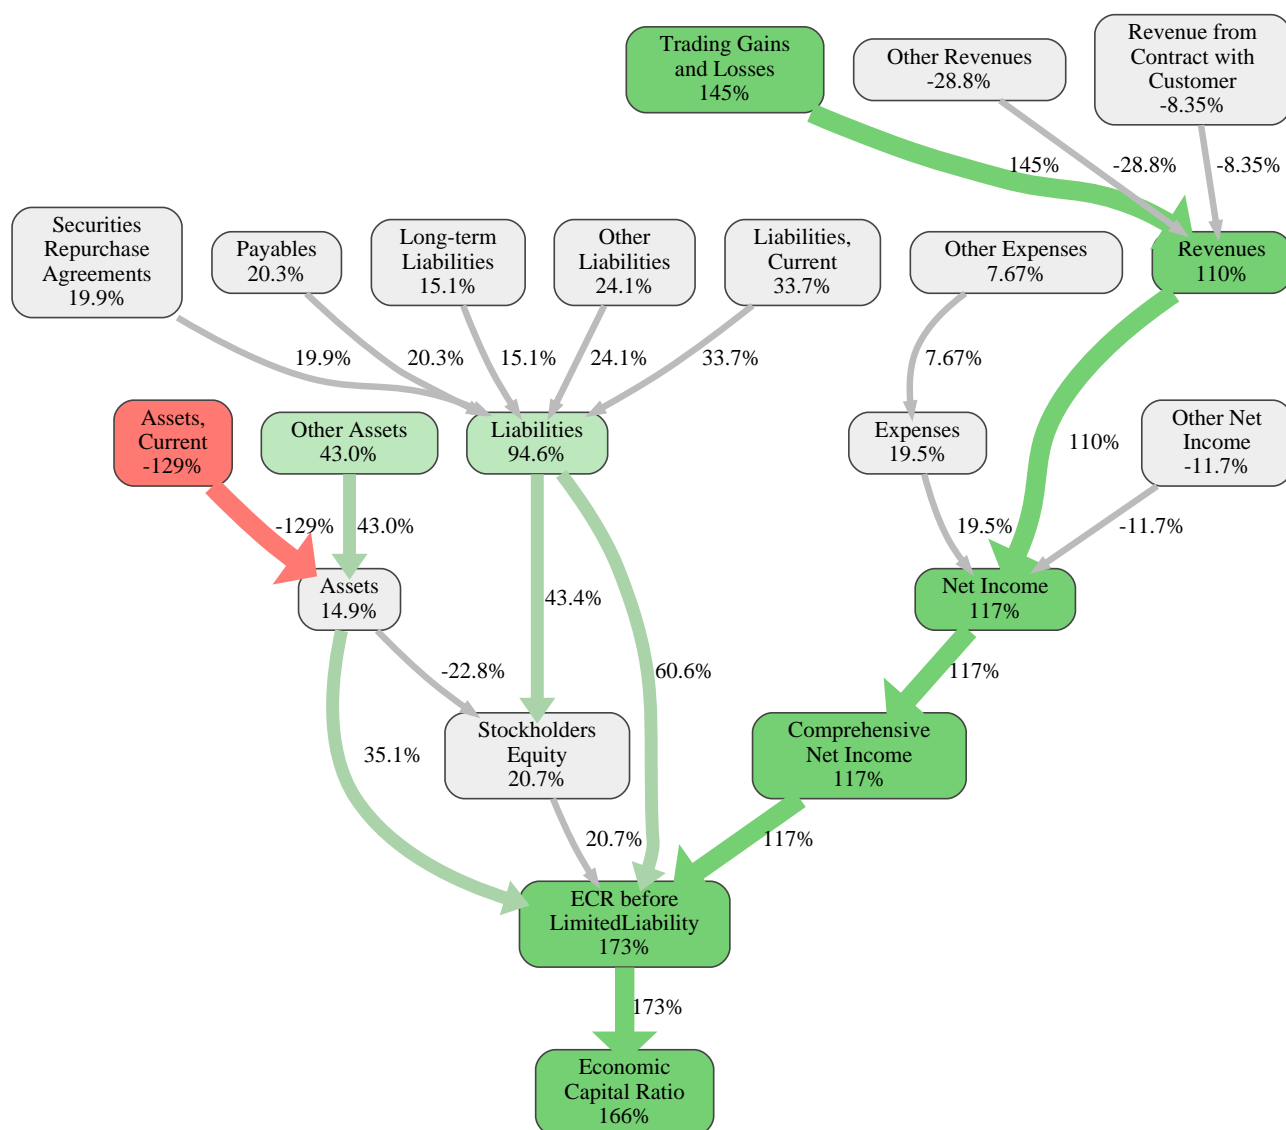 Trading Gains
and Losses
145%
Other Revenues
-28.8%
Revenue from
Contract with
Customer
-8.35%
145%
-28.8%
-8.35%
Securities
Repurchase
Agreements
19.9%
Payables
20.3%
Long-term
Liabilities
15.1%
Other
Liabilities
24.1%
Liabilities,
Current
33.7%
Other Expenses
7.67%
Revenues
110%
19.9%
20.3%
15.1%
24.1%
33.7%
7.67%
110%
Assets,
Current
-129%
Other Assets
43.0%
Liabilities
94.6%
Expenses
19.5%
Other Net
Income
-11.7%
-129%
43.0%
19.5%
-11.7%
Assets
14.9%
43.4%
60.6%
Net Income
117%
-22.8%
117%
35.1%
Stockholders
Equity
20.7%
Comprehensive
Net Income
117%
20.7%
117%
ECR before
LimitedLiability
173%
173%
Economic
Capital Ratio
166%